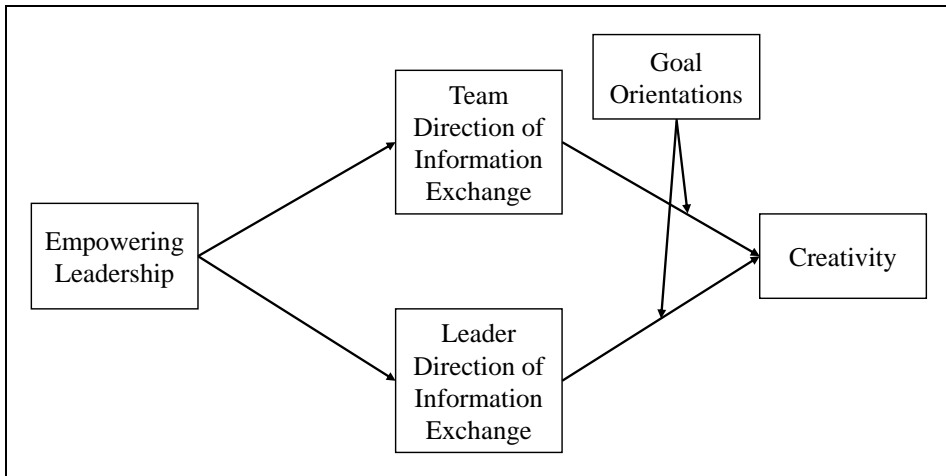 Empowering
Leadership
Team
Direction of
Information
Exchange
Leader
Direction of
Information
Exchange
Goal
Orientations
Creativity